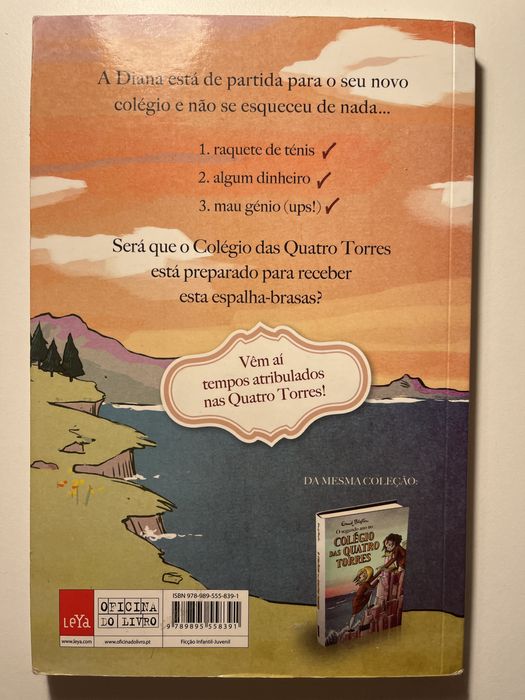 A Diana está de partida para o seu novo
colégio e não se esqueceu de nada...
1. raquete de ténis ✓
2. algum dinheiro ✓
3. mau génio (ups!) ✓
Será que o Colégio das Quatro Torres
está preparado para receber
esta espalha-brasas?
Vêm aí
tempos atribulados
nas Quatro Torres!
DA MESMA COLEÇÃO:
Enid Blyton
O segundo ano no
COLÉGIO
DAS QUATRO
TORRES
LeYa
www.leya.com
OFICINA
DO LIVRO
www.oficinadolivro.pt
ISBN 978-989-555-839-1
9 789895 558391
Ficção Infantil-Juvenil